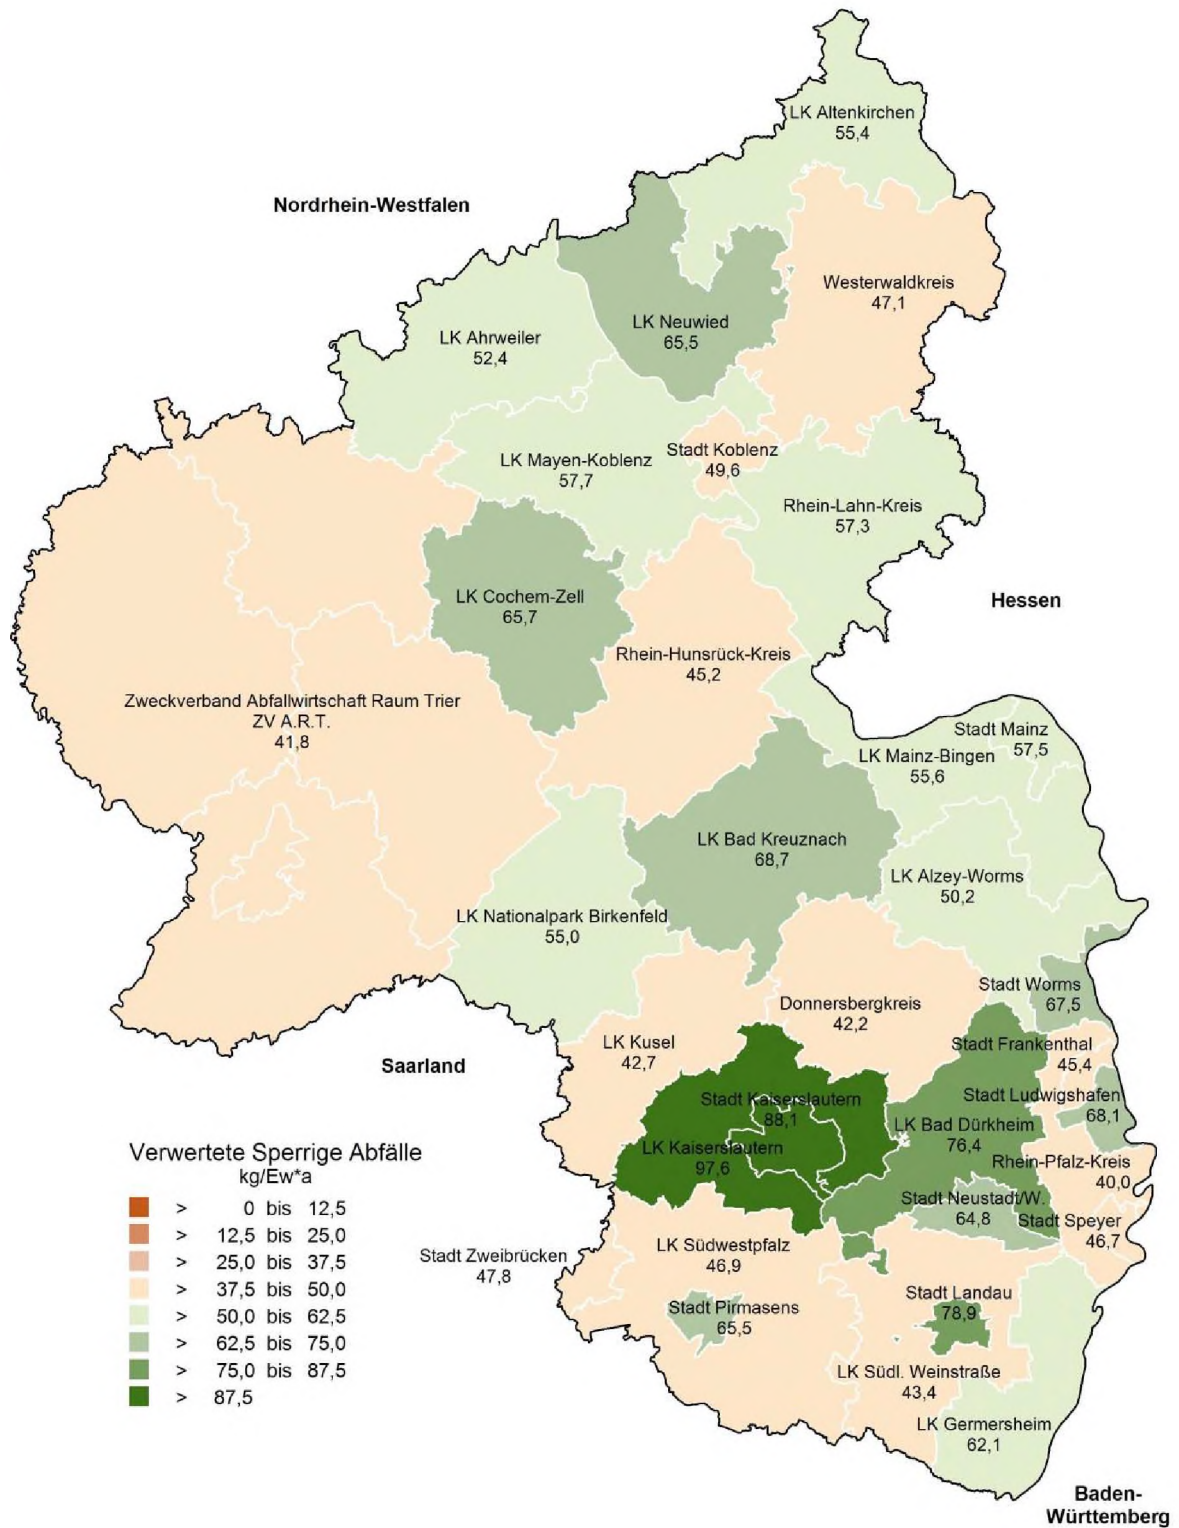 LK Altenkirchen
55,4
Nordrhein-Westfalen
Westerwaldkreis
47,1
LK Neuwied
65,5
LK Ahrweiler
52,4
Stadt Koblenz
49,6
LK Mayen-Koblenz
57,7
Rhein-Lahn-Kreis
57,3
LK Cochem-Zell
65,7
Hessen
Rhein-Hunsrück-Kreis
45,2
Zweckverband Abfallwirtschaft Raum Trier
ZV A.R.T.
41,8
Stadt Mainz
57,5
LK Mainz-Bingen
55,6
LK Bad Kreuznach
68,7
LK Alzey-Worms
50,2
LK Nationalpark Birkenfeld
55,0
Stadt Worms
67,5
Donnersbergkreis
42,2
LK Kusel
42,7
Stadt Frankenthal
45,4
Saarland
Stadt Kaiserslautern
88,1
Stadt Ludwigshafen
68,1
LK Bad Dürkheim
76,4
LK Kaiserslautern
97,6
Rhein-Pfalz-Kreis
40,0
Stadt Neustadt/W.
64,8
Stadt Speyer
46,7
LK Südwestpfalz
46,9
Stadt Zweibrücken
47,8
Stadt Landau
78,9
Stadt Pirmasens
65,5
LK Südl. Weinstraße
43,4
LK Germersheim
62,1
Baden-
Württemberg
Verwertete Sperrige Abfälle
kg/Ew*a
> 0 bis 12,5
> 12,5 bis 25,0
> 25,0 bis 37,5
> 37,5 bis 50,0
> 50,0 bis 62,5
> 62,5 bis 75,0
> 75,0 bis 87,5
> 87,5